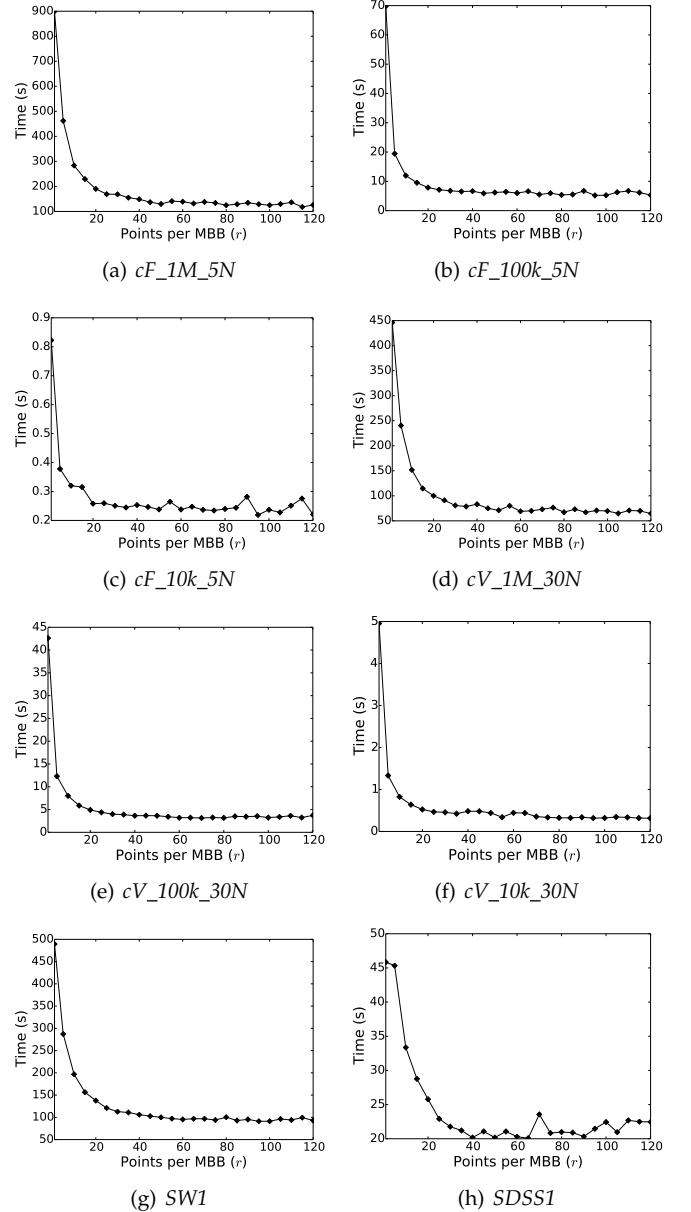 900
800
700
600
500
400
300
200
100
Time (s)
20 40 60 80 100 120
Points per MBB (r)
(a) cF_1M_5N
70
60
50
40
30
20
10
0
Time (s)
20 40 60 80 100 120
Points per MBB (r)
(b) cF_100k_5N
0.9
0.8
0.7
0.6
0.5
0.4
0.3
0.2
Time (s)
20 40 60 80 100 120
Points per MBB (r)
(c) cF_10k_5N
450
400
350
300
250
200
150
100
50
Time (s)
20 40 60 80 100 120
Points per MBB (r)
(d) cV_1M_30N
45
40
35
30
25
20
15
10
5
0
Time (s)
20 40 60 80 100 120
Points per MBB (r)
(e) cV_100k_30N
5
4
3
2
1
0
Time (s)
20 40 60 80 100 120
Points per MBB (r)
(f) cV_10k_30N
500
450
400
350
300
250
200
150
100
50
Time (s)
20 40 60 80 100 120
Points per MBB (r)
(g) SW1
50
45
40
35
30
25
20
Time (s)
20 40 60 80 100 120
Points per MBB (r)
(h) SDSS1